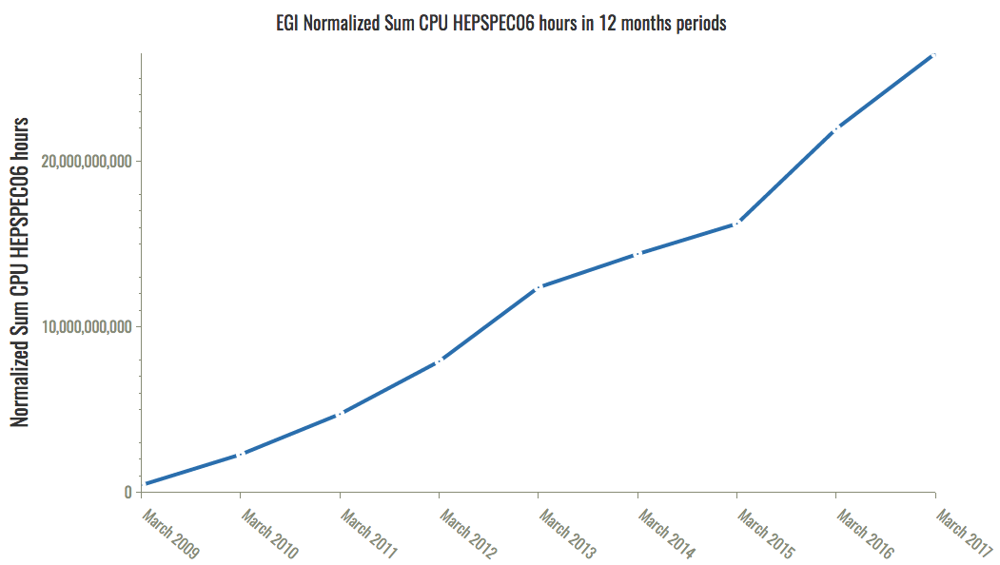 EGI Normalized Sum CPU HEPSPEC06 hours in 12 months periods
Normalized Sum CPU HEPSPEC06 hours
20,000,000,000
10,000,000,000
0
March 2009
March 2010
March 2011
March 2012
March 2013
March 2014
March 2015
March 2016
March 2017